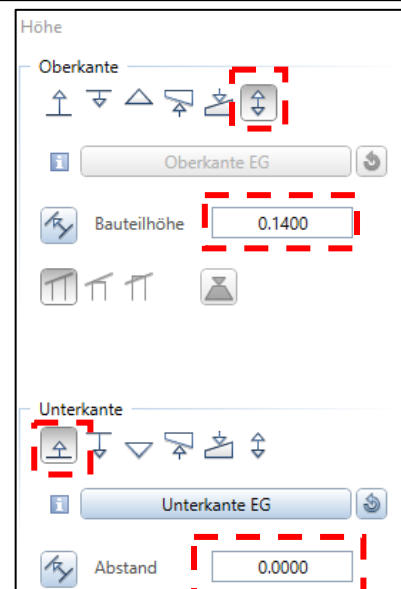 Höhe
Oberkante
Oberkante EG
Bauteilhöhe 0.1400
Unterkante
Unterkante EG
Abstand 0.0000